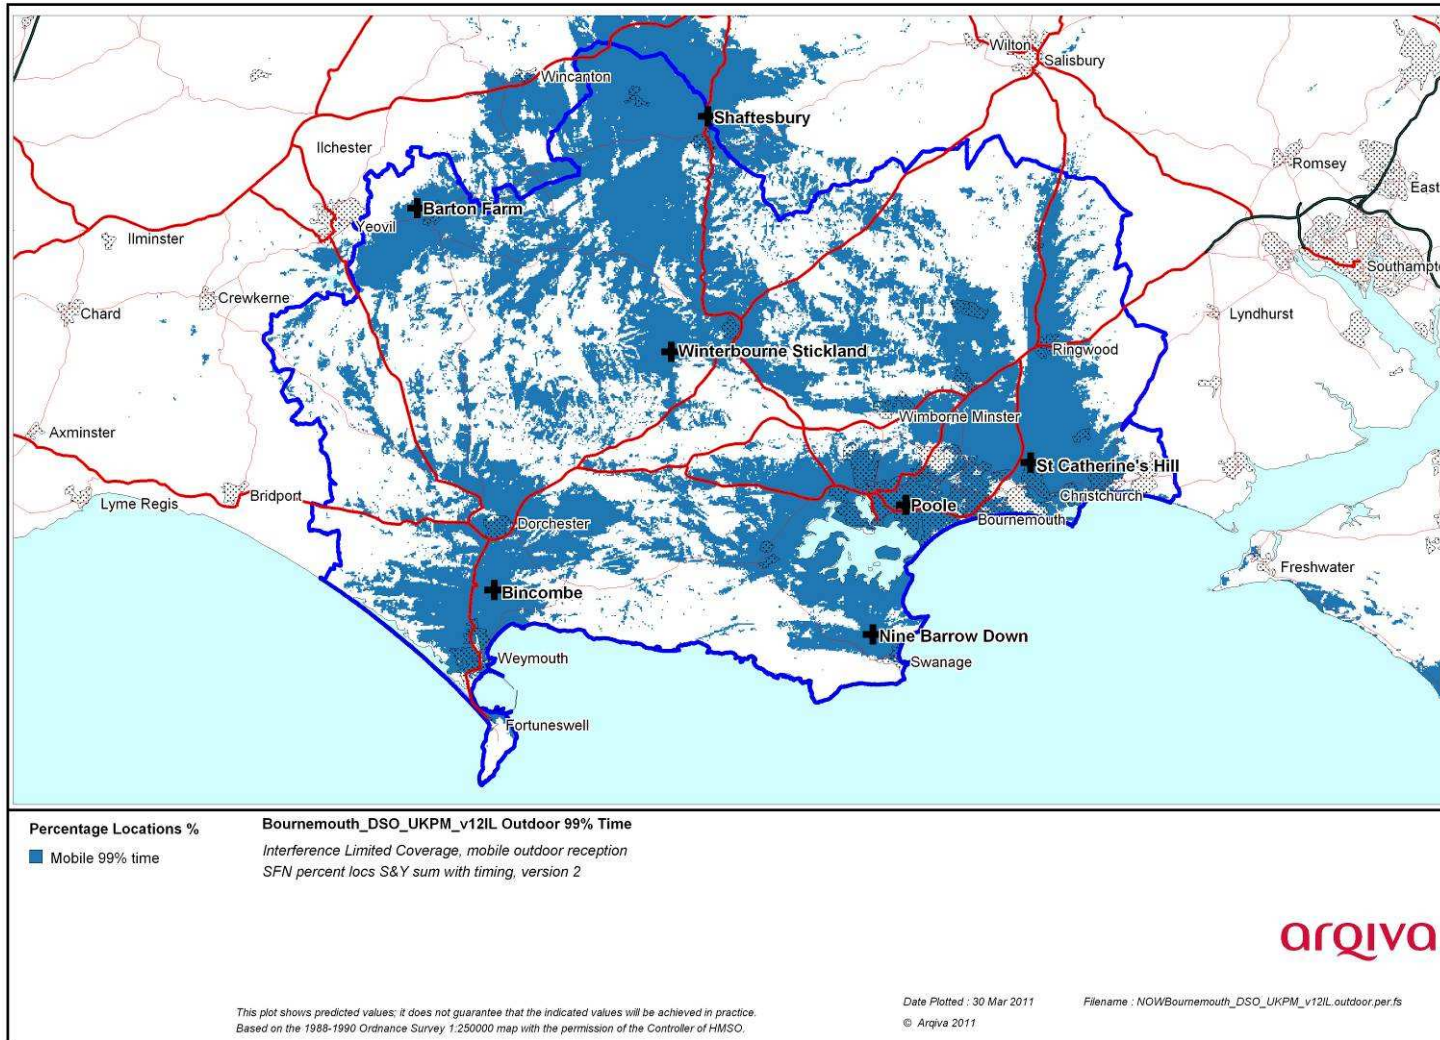 Wilton
Salisbury
Wincanton
Shaftesbury
Ilchester
Romsey
East
Barton Farm
Yeovil
Ilminster
Southampt
Crewkerne
Chard
Lyndhurst
Winterbourne Stickland
Ringwood
Wimborne Minster
Axminster
St Catherine's Hill
Christchurch
Lyme Regis
Bridport
Poole
Bournemouth
Dorchester
Freshwater
Bincombe
Nine Barrow Down
Weymouth
Swanage
Fortuneswell
Percentage Locations %
Mobile 99% time
Bournemouth_DSO_UKPM_v12IL Outdoor 99% Time
Interference Limited Coverage, mobile outdoor reception
SFN percent locs S&Y sum with timing, version 2
arqiva
This plot shows predicted values; it does not guarantee that the indicated values will be achieved in practice.
Based on the 1988-1990 Ordnance Survey 1:250000 map with the permission of the Controller of HMSO.
Date Plotted : 30 Mar 2011
© Arqiva 2011
Filename : NOWBournemouth_DSO_UKPM_v12IL.outdoor.per.fs